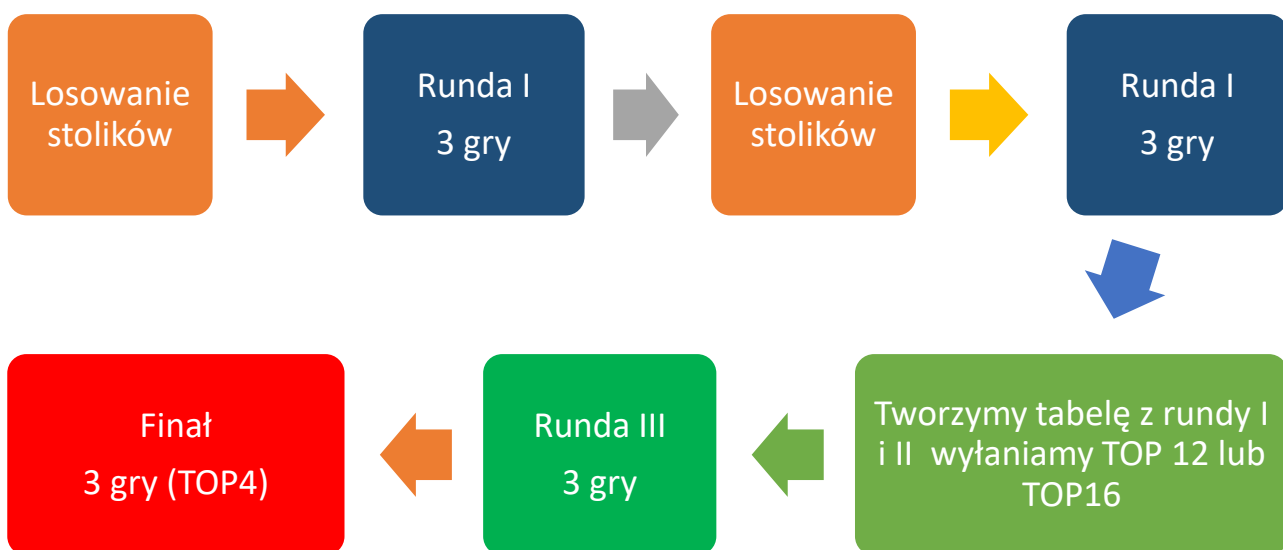 Losowanie
stolików
Runda I
3 gry
Losowanie
stolików
Runda I
3 gry
Tworzymy tabelę z rundy I
i II  wyłaniamy TOP 12 lub
TOP16
Runda III
3 gry
Finał
3 gry (TOP4)